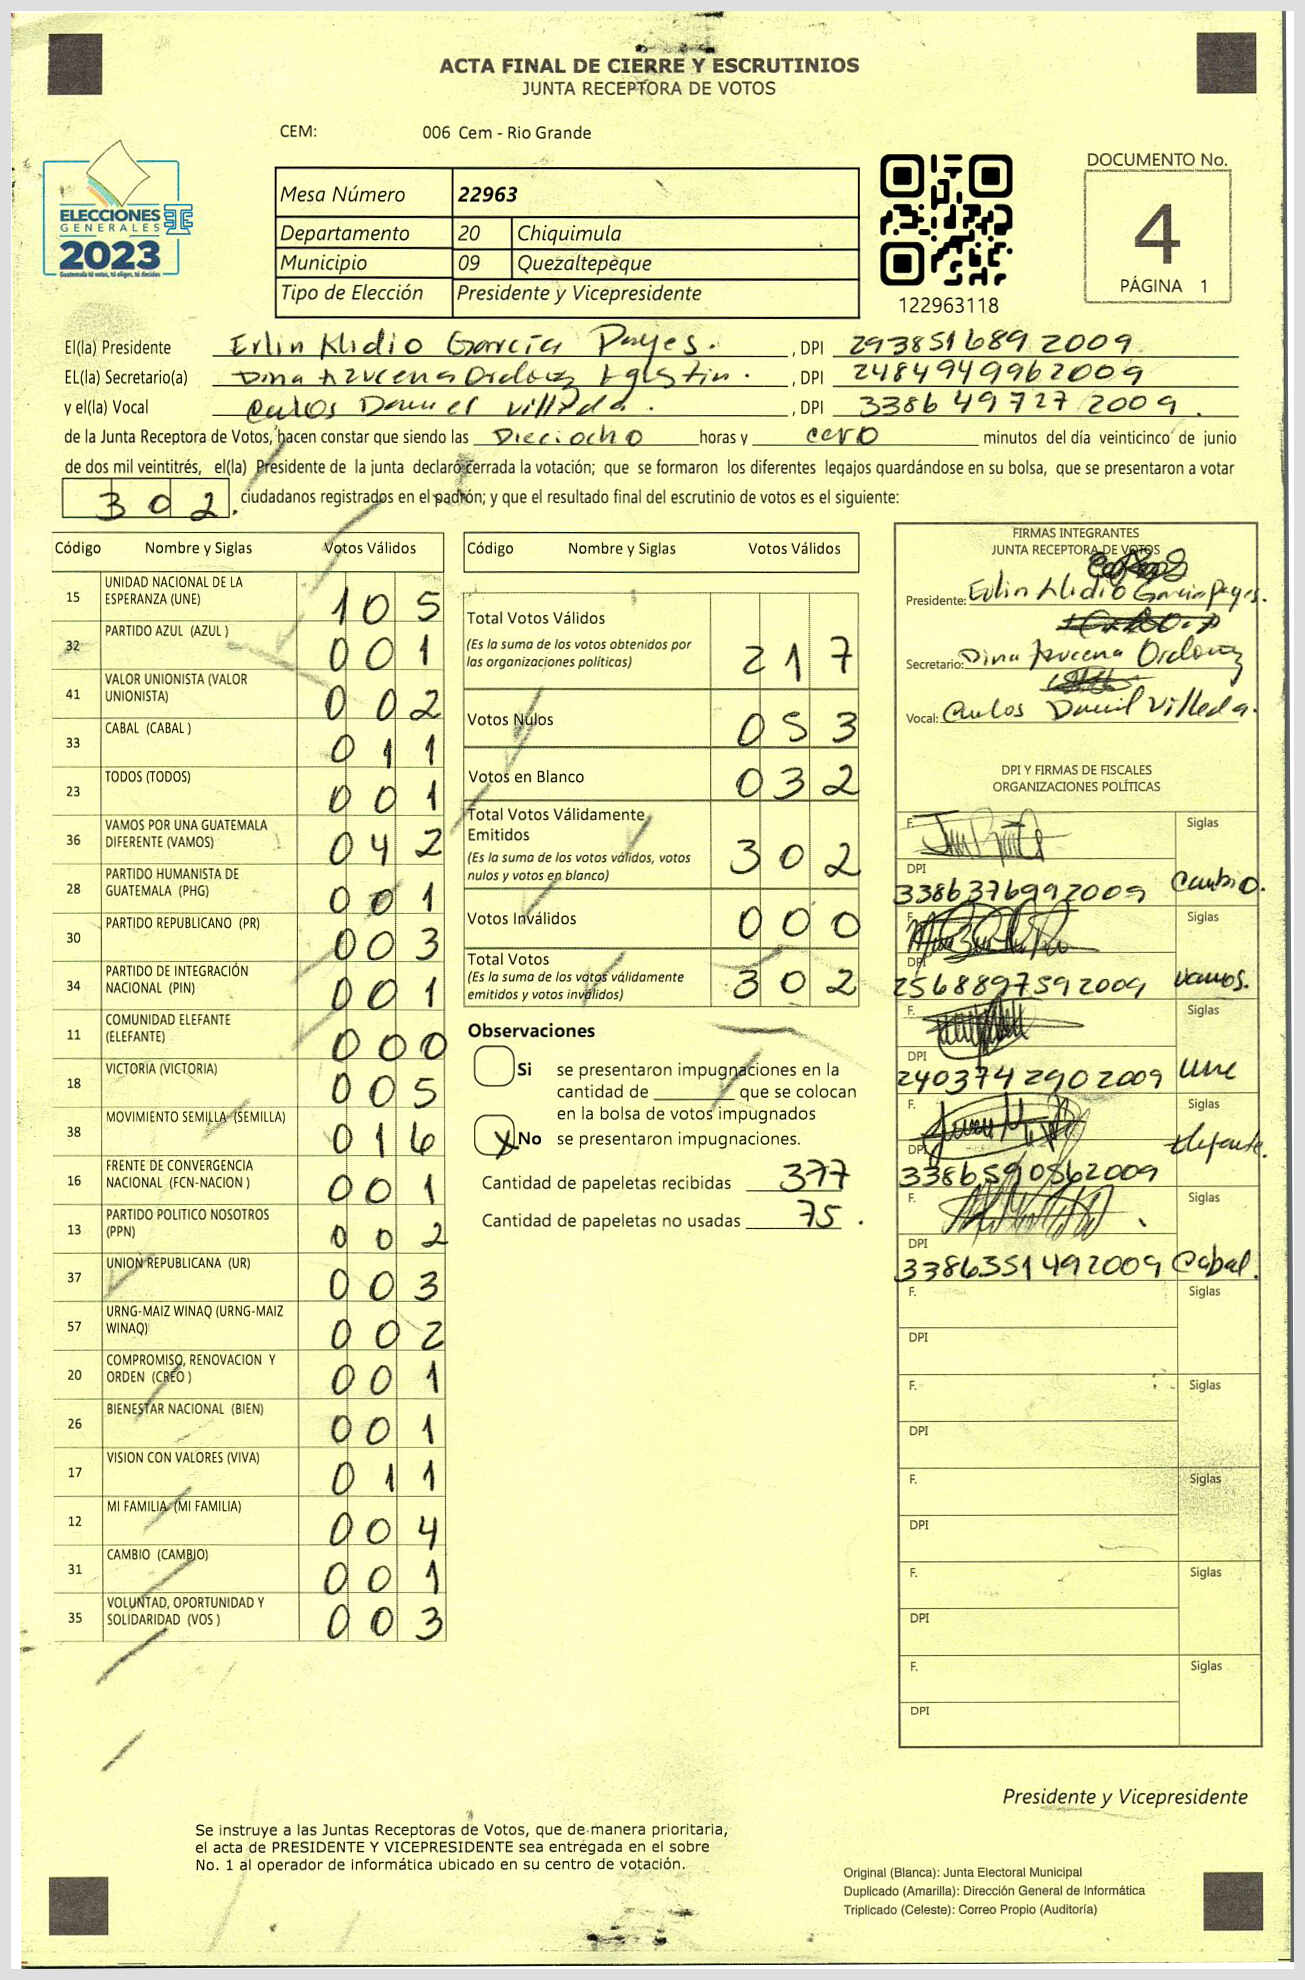 ACTA FINAL DE CIERRE Y ESCRUTINIOS
JUNTA RECEPTORA DE VOTOS
CEM: 006 Cem - Rio Grande
ELECCIONES
GENERALES
2023
Guatemala tú votas, tú eliges, tú decides
Mesa Número 22963
Departamento 20 Chiquimula
Municipio 09 Quezaltepeque
Tipo de Elección Presidente y Vicepresidente
122963118
DOCUMENTO No.
4
PÁGINA 1
El(la) Presidente Erlin Alidio García Payes. , DPI 293851689 2009
EL(la) Secretario(a) Dina Azucena Ordoñez Agustin. , DPI 2484949962009
y el(la) Vocal Carlos Daniel Villeda. , DPI 338649727 2009.
de la Junta Receptora de Votos, hacen constar que siendo las Dieciocho horas y cero minutos del día veinticinco de junio
de dos mil veintitrés, el(la) Presidente de la junta declaró cerrada la votación; que se formaron los diferentes legajos quardándose en su bolsa, que se presentaron a votar
302. ciudadanos registrados en el padrón; y que el resultado final del escrutinio de votos es el siguiente:
Código Nombre y Siglas Votos Válidos
15 UNIDAD NACIONAL DE LA ESPERANZA (UNE) 105
32 PARTIDO AZUL (AZUL ) 001
41 VALOR UNIONISTA (VALOR UNIONISTA) 002
33 CABAL (CABAL ) 011
23 TODOS (TODOS) 001
36 VAMOS POR UNA GUATEMALA DIFERENTE (VAMOS) 042
28 PARTIDO HUMANISTA DE GUATEMALA (PHG) 001
30 PARTIDO REPUBLICANO (PR) 003
34 PARTIDO DE INTEGRACIÓN NACIONAL (PIN) 001
11 COMUNIDAD ELEFANTE (ELEFANTE) 000
18 VICTORIA (VICTORIA) 005
38 MOVIMIENTO SEMILLA (SEMILLA) 016
16 FRENTE DE CONVERGENCIA NACIONAL (FCN-NACION ) 001
13 PARTIDO POLITICO NOSOTROS (PPN) 002
37 UNION REPUBLICANA (UR) 003
57 URNG-MAIZ WINAQ (URNG-MAIZ WINAQ) 002
20 COMPROMISO, RENOVACION Y ORDEN (CREO ) 001
26 BIENESTAR NACIONAL (BIEN) 001
17 VISION CON VALORES (VIVA) 011
12 MI FAMILIA (MI FAMILIA) 004
31 CAMBIO (CAMBIO) 001
35 VOLUNTAD, OPORTUNIDAD Y SOLIDARIDAD (VOS ) 003
Código Nombre y Siglas Votos Válidos
Total Votos Válidos 217
(Es la suma de los votos obtenidos por
las organizaciones políticas)
Votos Nulos 053
Votos en Blanco 032
Total Votos Válidamente
Emitidos 302
(Es la suma de los votos válidos, votos
nulos y votos en blanco)
Votos Inválidos 000
Total Votos 302
(Es la suma de los votos válidamente
emitidos y votos inválidos)
Observaciones
Si se presentaron impugnaciones en la
cantidad de ________ que se colocan
en la bolsa de votos impugnados
X No se presentaron impugnaciones.
Cantidad de papeletas recibidas 377
Cantidad de papeletas no usadas 75.
FIRMAS INTEGRANTES
JUNTA RECEPTORA DE VOTOS
Presidente: Erlin Alidio García Payes.
Secretario: Dina Azucena Ordoñez
Vocal: Carlos Daniel Villeda.
DPI Y FIRMAS DE FISCALES
ORGANIZACIONES POLÍTICAS
F. Siglas
DPI
3386376992009 Cambio.
F. Siglas
DPI
2568897592009 Vamos.
F. Siglas
DPI
2403742902009 Une
F. Siglas
DPI
3386590562009 Elefante.
F. Siglas
DPI
3386351492009 Cabal.
F. Siglas
DPI
F. Siglas
DPI
F. Siglas
DPI
F. Siglas
DPI
F. Siglas
DPI
Presidente y Vicepresidente
Se instruye a las Juntas Receptoras de Votos, que de manera prioritaria,
el acta de PRESIDENTE Y VICEPRESIDENTE sea entregada en el sobre
No. 1 al operador de informática ubicado en su centro de votación.
Original (Blanca): Junta Electoral Municipal
Duplicado (Amarilla): Dirección General de Informática
Triplicado (Celeste): Correo Propio (Auditoría)